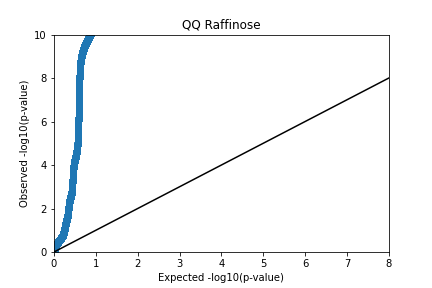 QQ Raffinose
10
8
6
4
2
0
Observed -log10(p-value)
0 1 2 3 4 5 6 7 8
Expected -log10(p-value)